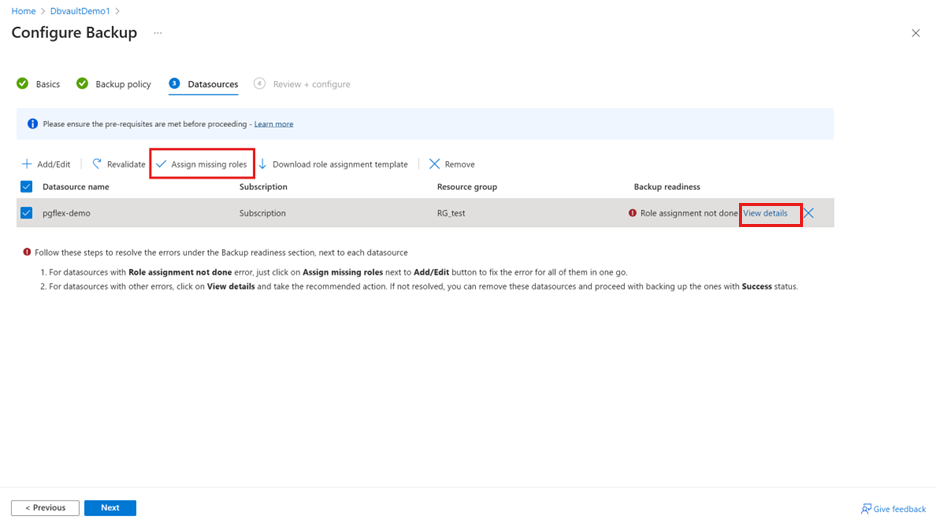 Home > DbvaultDemo1 >
Configure Backup ...
Basics Backup policy 3 Datasources 4 Review + configure
Please ensure the pre-requisites are met before proceeding - Learn more
Add/Edit Revalidate Assign missing roles Download role assignment template Remove
Datasource name Subscription Resource group Backup readiness
pgflex-demo Subscription RG_test Role assignment not done View details
Follow these steps to resolve the errors under the Backup readiness section, next to each datasource
1. For datasources with Role assignment not done error, just click on Assign missing roles next to Add/Edit button to fix the error for all of them in one go.
2. For datasources with other errors, click on View details and take the recommended action. If not resolved, you can remove these datasources and proceed with backing up the ones with Success status.
< Previous Next Give feedback